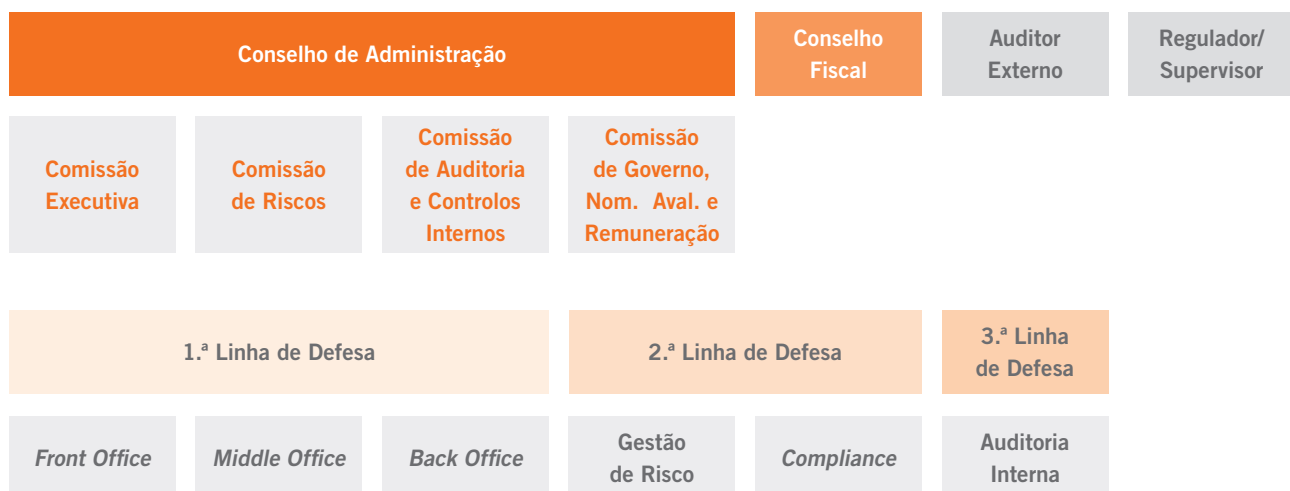 Conselho de Administração
Conselho
Fiscal
Auditor
Externo
Regulador/
Supervisor
Comissão
Executiva
Comissão
de Riscos
Comissão
de Auditoria
e Controlos
Internos
Comissão
de Governo,
Nom. Aval. e
Remuneração
1.ª Linha de Defesa
2.ª Linha de Defesa
3.ª Linha
de Defesa
Front Office
Middle Office
Back Office
Gestão
de Risco
Compliance
Auditoria
Interna